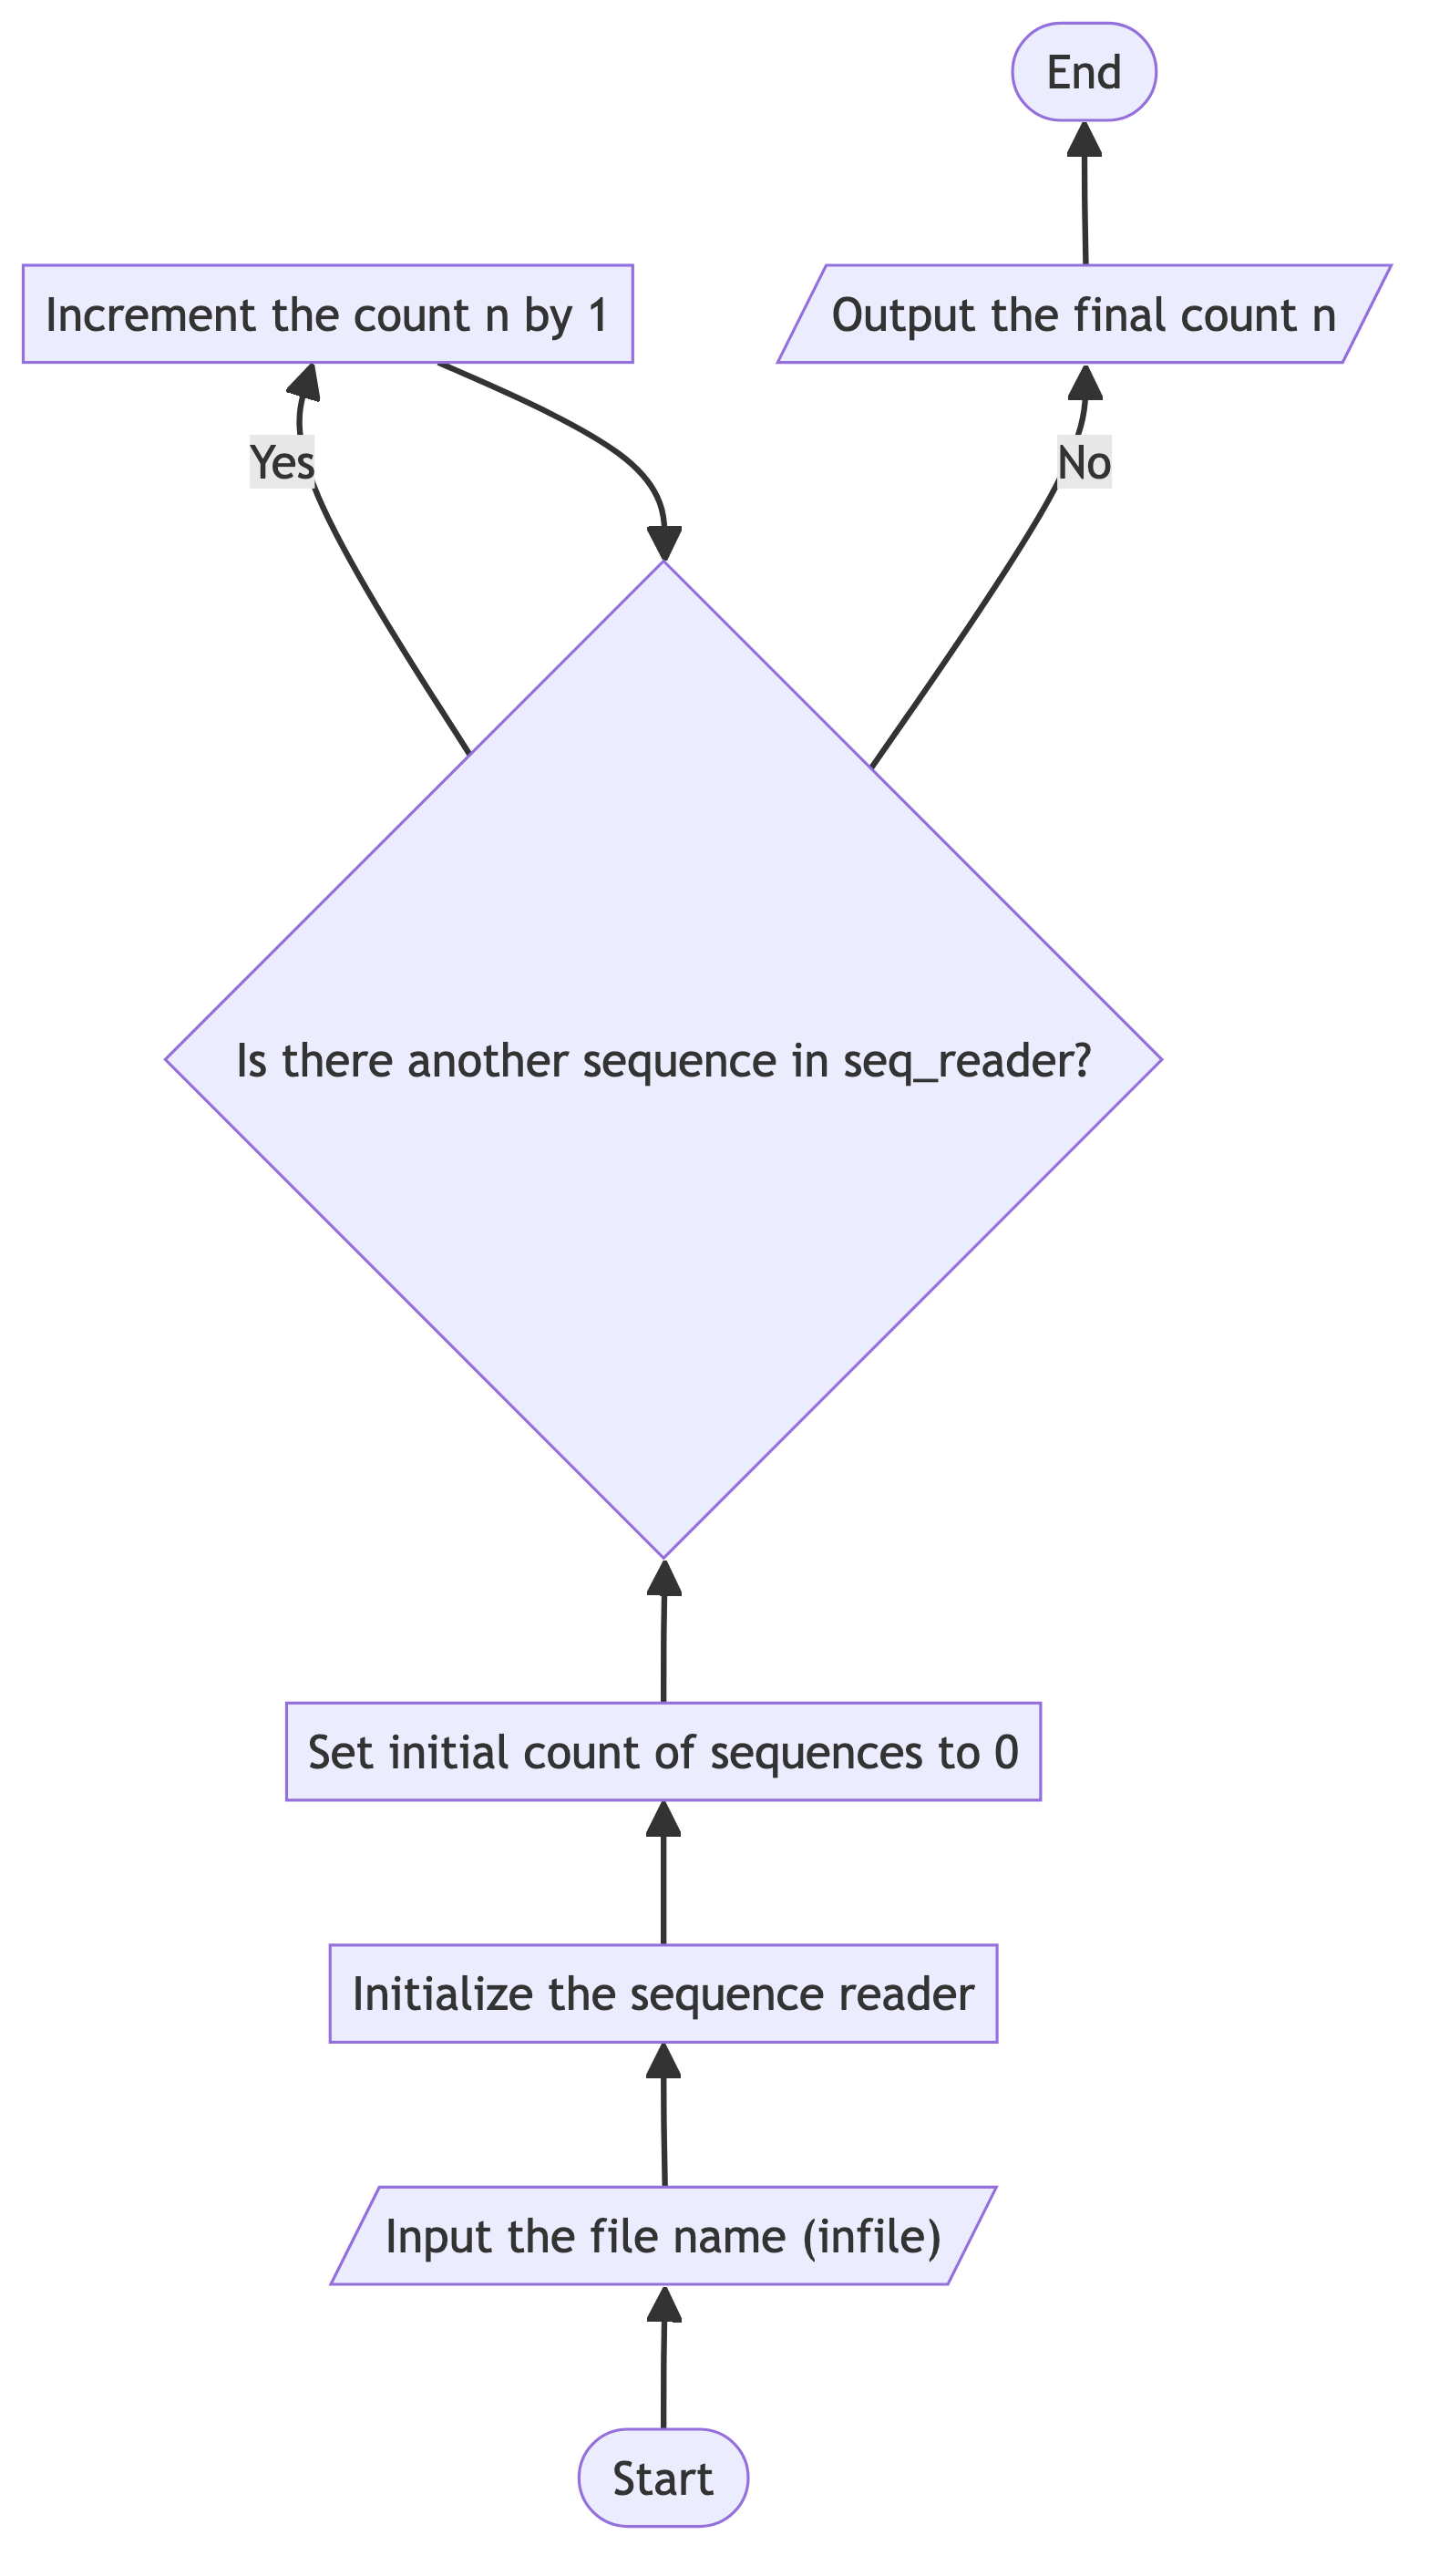 End
Increment the count n by 1
Output the final count n
Yes
No
Is there another sequence in seq_reader?
Set initial count of sequences to 0
Initialize the sequence reader
Input the file name (infile)
Start